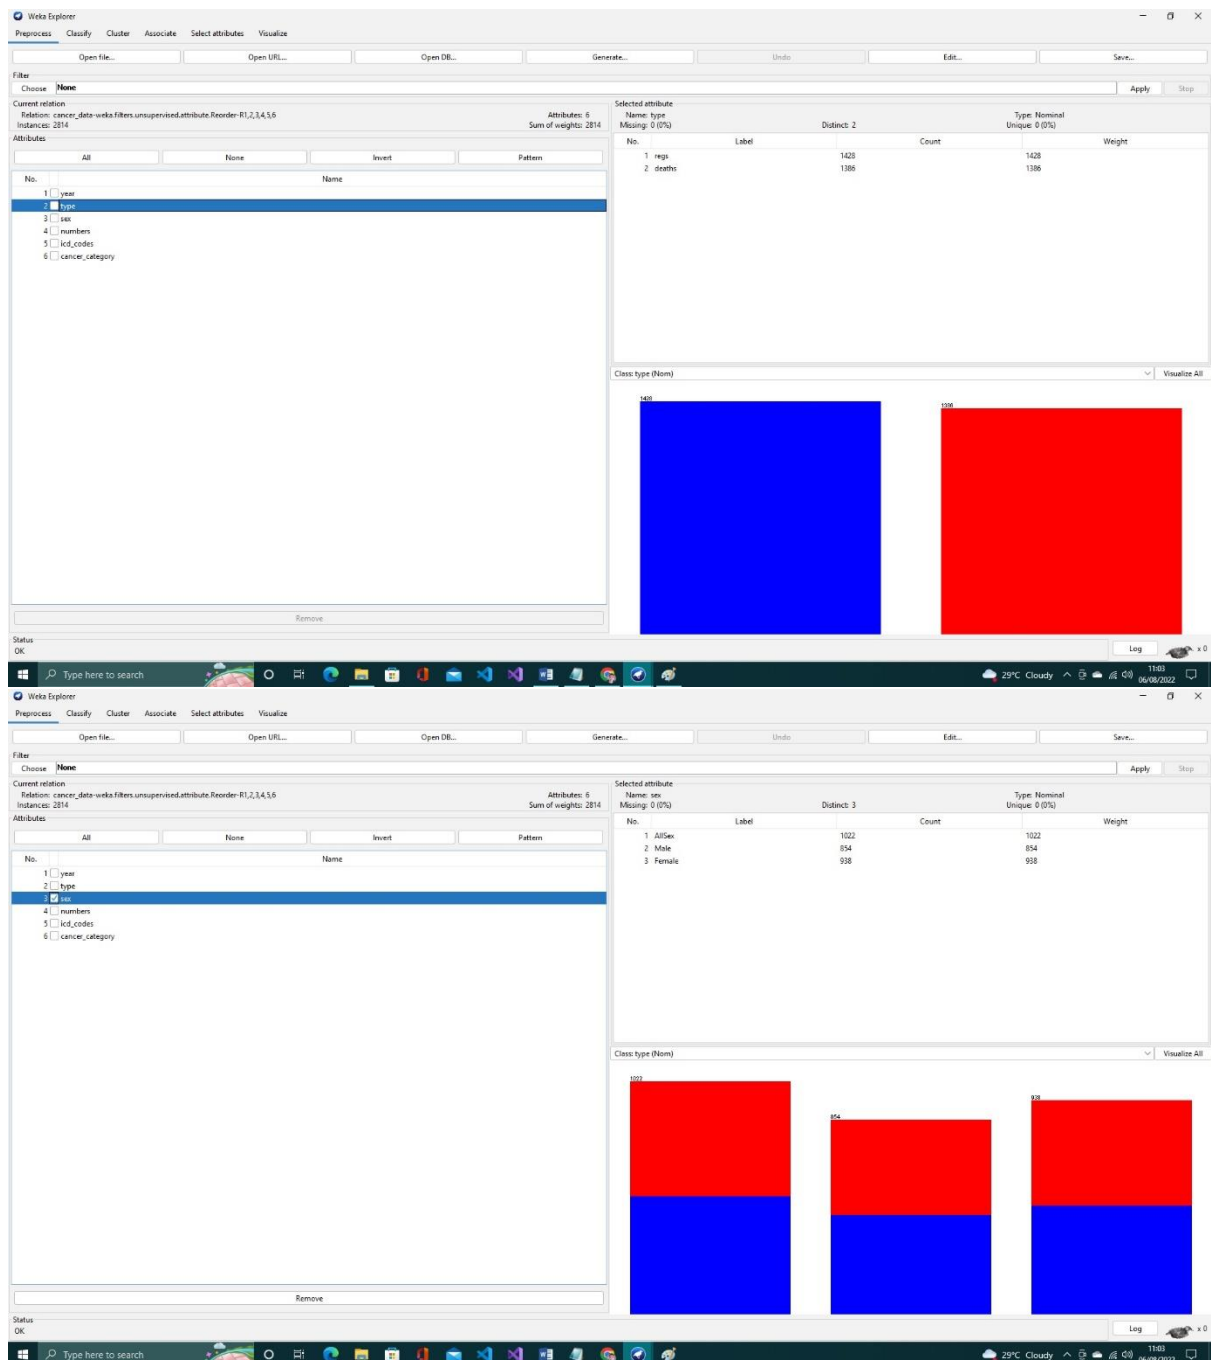 Weka Explorer
Preprocess Classify Cluster Associate Select attributes Visualize
Open file... Open URL... Open DB... Generate... Undo Edit... Save...
Filter
Choose None Apply Stop
Current relation
Relation: cancer_data-weka.filters.unsupervised.attribute.Reorder-R1,2,3,4,5,6 Attributes: 6
Instances: 2814 Sum of weights: 2814
Attributes
All None Invert Pattern
No. Name
1 year
2 type
3 sex
4 numbers
5 icd_codes
6 cancer_category
Remove
Selected attribute
Name: type Type: Nominal
Missing: 0 (0%) Distinct: 2 Unique: 0 (0%)
No. Label Count Weight
1 regs 1428 1428
2 deaths 1386 1386
Class: type (Nom) Visualize All
1428
1386
Status
OK
Log x 0
Type here to search 29°C Cloudy 11:03
06/08/2022
Weka Explorer
Preprocess Classify Cluster Associate Select attributes Visualize
Open file... Open URL... Open DB... Generate... Undo Edit... Save...
Filter
Choose None Apply Stop
Current relation
Relation: cancer_data-weka.filters.unsupervised.attribute.Reorder-R1,2,3,4,5,6 Attributes: 6
Instances: 2814 Sum of weights: 2814
Attributes
All None Invert Pattern
No. Name
1 year
2 type
3 sex
4 numbers
5 icd_codes
6 cancer_category
Remove
Selected attribute
Name: sex Type: Nominal
Missing: 0 (0%) Distinct: 3 Unique: 0 (0%)
No. Label Count Weight
1 AllSex 1022 1022
2 Male 854 854
3 Female 938 938
Class: type (Nom) Visualize All
1022
854
938
Status
OK
Log x 0
Type here to search 29°C Cloudy 11:03
06/08/2022